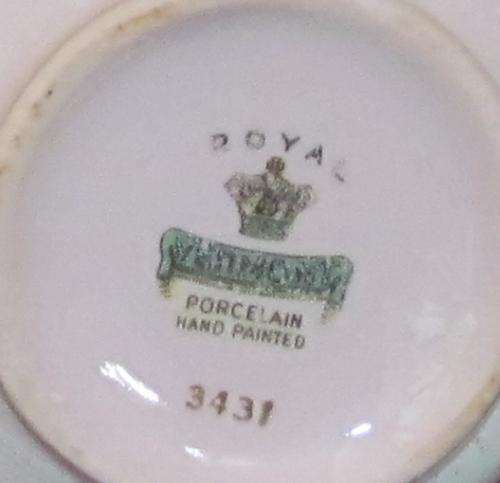 ROYAL
PORCELAIN
HAND PAINTED
3431